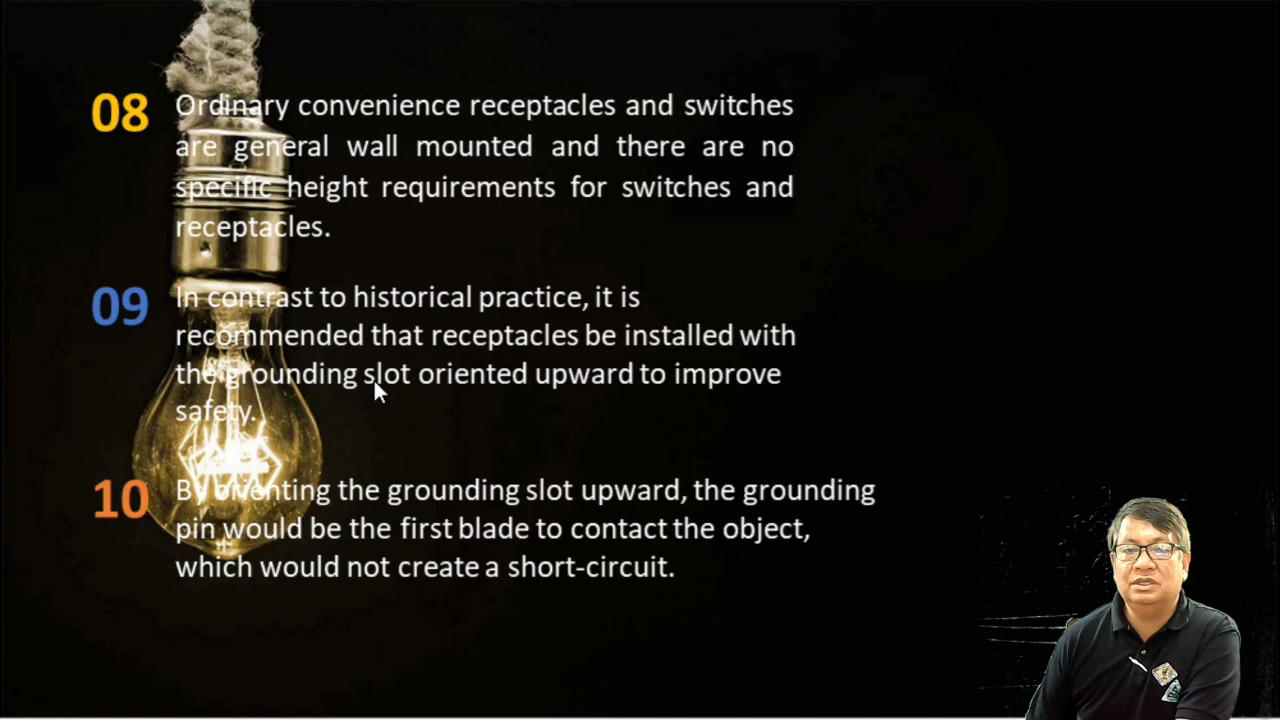 08
Ordinary convenience receptacles and switches
are general wall mounted and there are no
specific height requirements for switches and
receptacles.
09
In contrast to historical practice, it is
recommended that receptacles be installed with
the grounding slot oriented upward to improve
safety.
10
By orienting the grounding slot upward, the grounding
pin would be the first blade to contact the object,
which would not create a short-circuit.